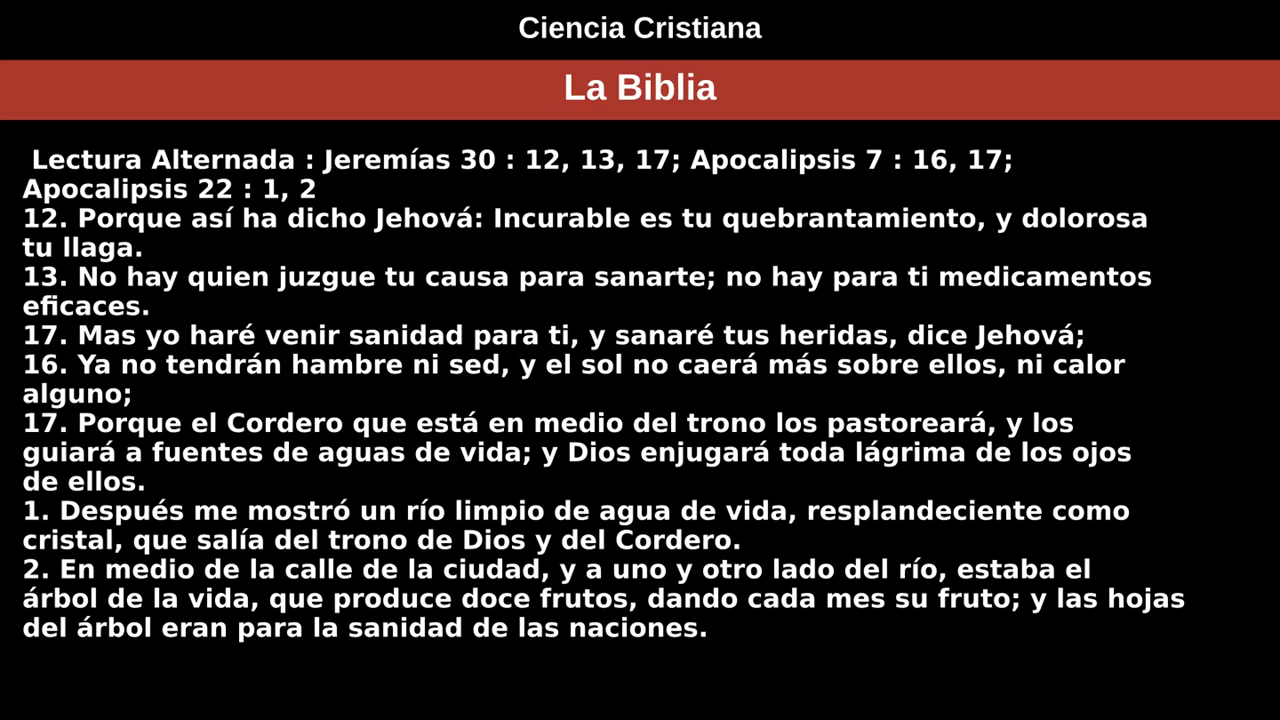 Ciencia Cristiana
La Biblia
Lectura Alternada : Jeremías 30 : 12, 13, 17; Apocalipsis 7 : 16, 17;
Apocalipsis 22 : 1, 2
12. Porque así ha dicho Jehová: Incurable es tu quebrantamiento, y dolorosa
tu llaga.
13. No hay quien juzgue tu causa para sanarte; no hay para ti medicamentos
eficaces.
17. Mas yo haré venir sanidad para ti, y sanaré tus heridas, dice Jehová;
16. Ya no tendrán hambre ni sed, y el sol no caerá más sobre ellos, ni calor
alguno;
17. Porque el Cordero que está en medio del trono los pastoreará, y los
guiará a fuentes de aguas de vida; y Dios enjugará toda lágrima de los ojos
de ellos.
1. Después me mostró un río limpio de agua de vida, resplandeciente como
cristal, que salía del trono de Dios y del Cordero.
2. En medio de la calle de la ciudad, y a uno y otro lado del río, estaba el
árbol de la vida, que produce doce frutos, dando cada mes su fruto; y las hojas
del árbol eran para la sanidad de las naciones.